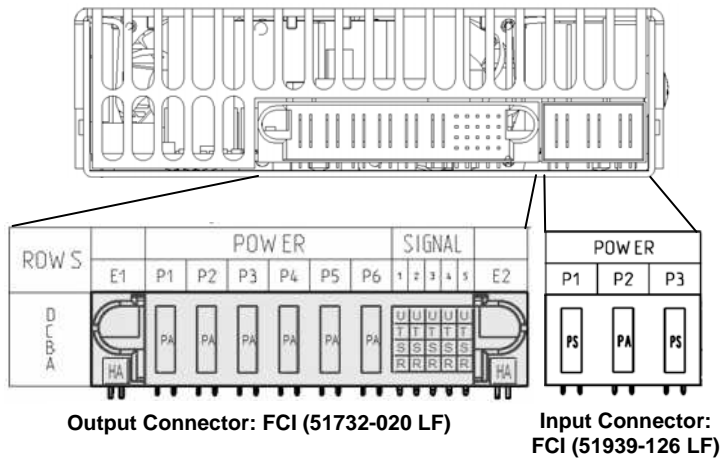 ROWS POWER SIGNAL
E1 P1 P2 P3 P4 P5 P6 1 2 3 4 5 E2
POWER
P1 P2 P3
D
C
B
A
HA PA PA PA PA PA PA HA
U U U U U
T T T T T
S S S S S
R R R R R
PS PA PS
Output Connector: FCI (51732-020 LF)
Input Connector:
FCI (51939-126 LF)